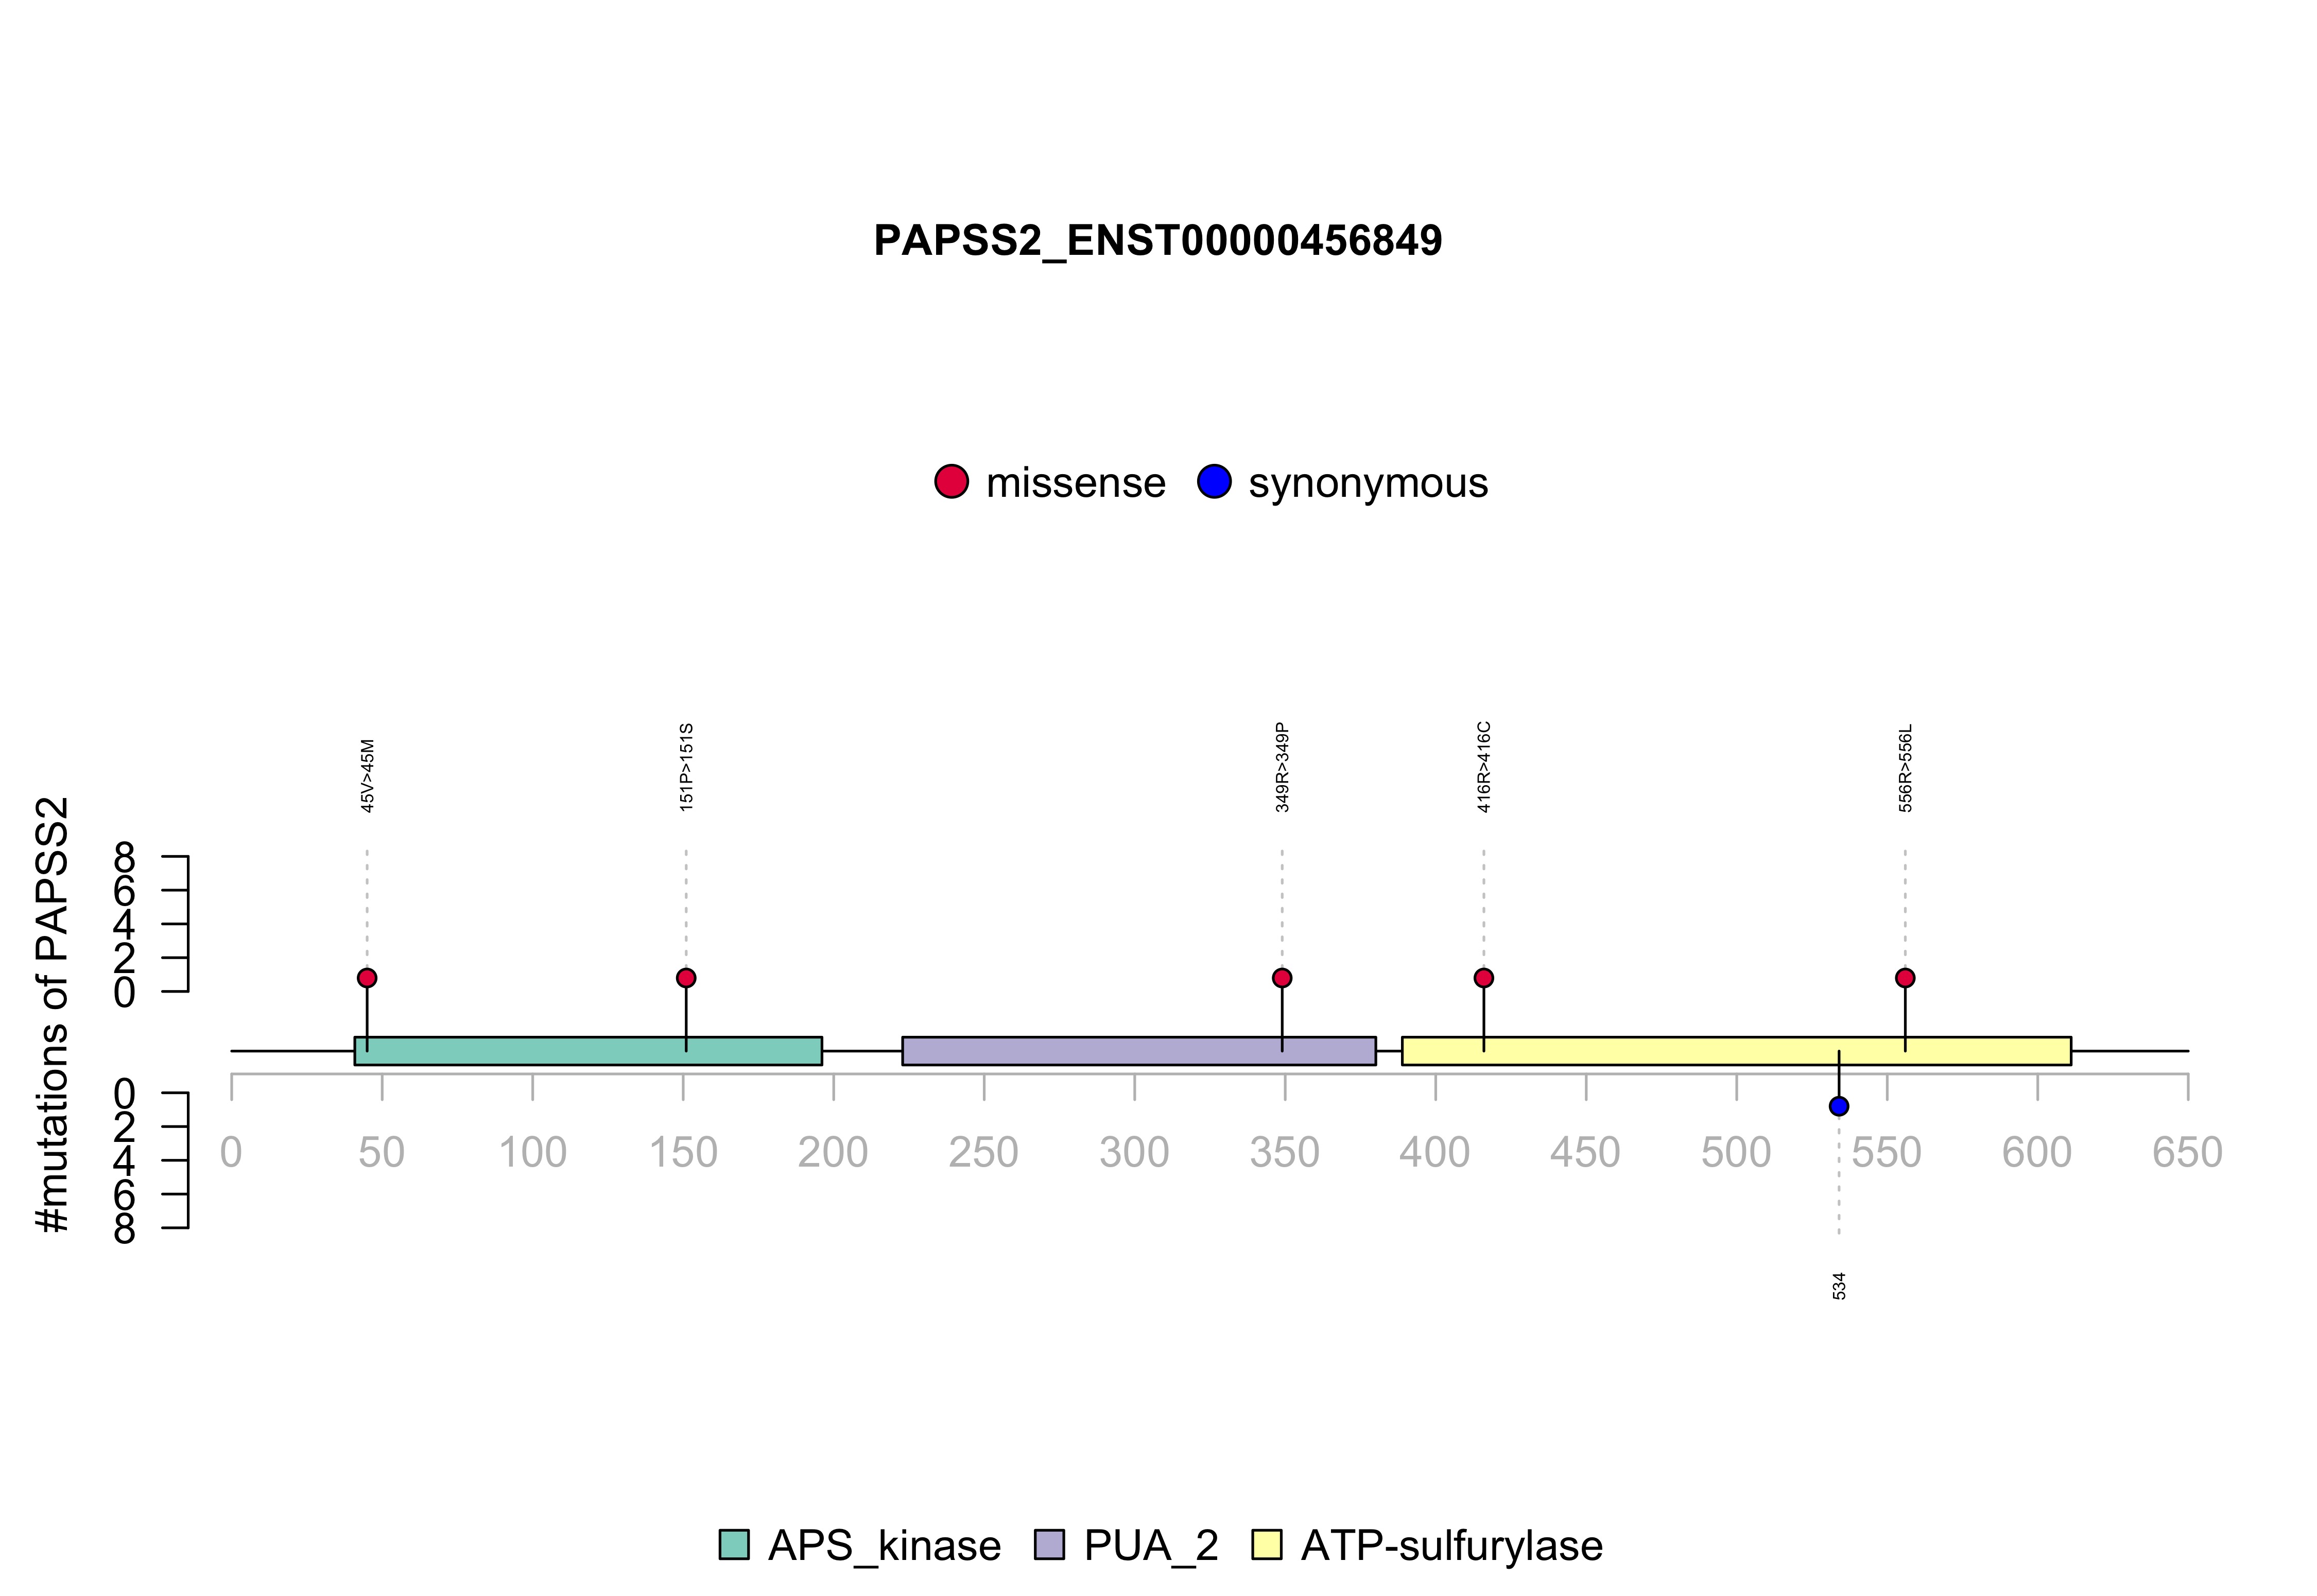 PAPSS2_ENST00000456849
missense synonymous
45V>45M
151P>151S
349R>349P
416R>416C
556R>556L
#mutations of PAPSS2
8
6
4
2
0
0
2
4
6
8
0 50 100 150 200 250 300 350 400 450 500 550 600 650
534
APS_kinase PUA_2 ATP-sulfurylase